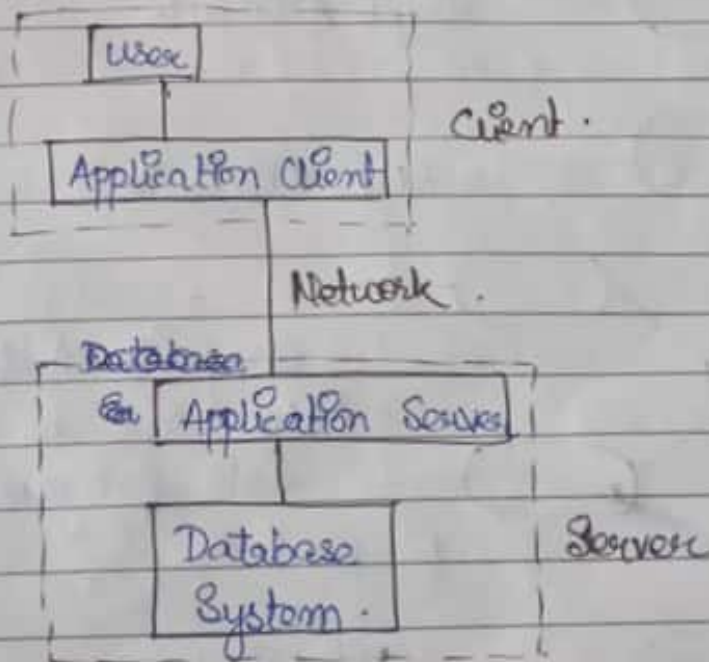 User
Client.
Application Client
Network.
Database
Application Server
Database
System.
Server